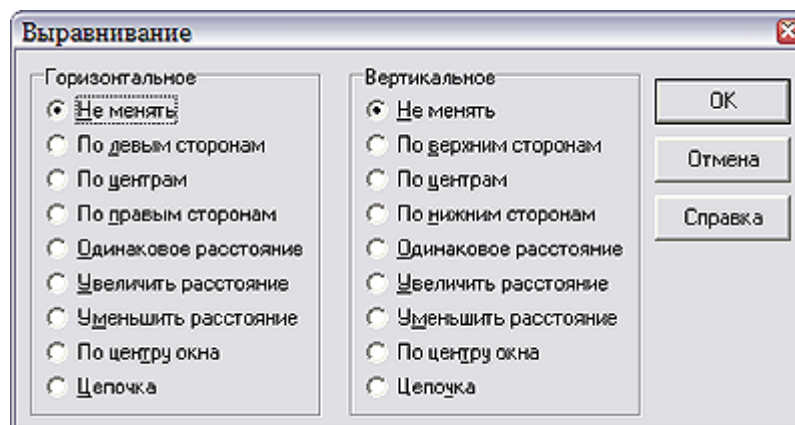 Выравнивание
Горизонтальное
Не менять
По левым сторонам
По центрам
По правым сторонам
Одинаковое расстояние
Увеличить расстояние
Уменьшить расстояние
По центру окна
Цепочка
Вертикальное
Не менять
По верхним сторонам
По центрам
По нижним сторонам
Одинаковое расстояние
Увеличить расстояние
Уменьшить расстояние
По центру окна
Цепочка
OK
Отмена
Справка